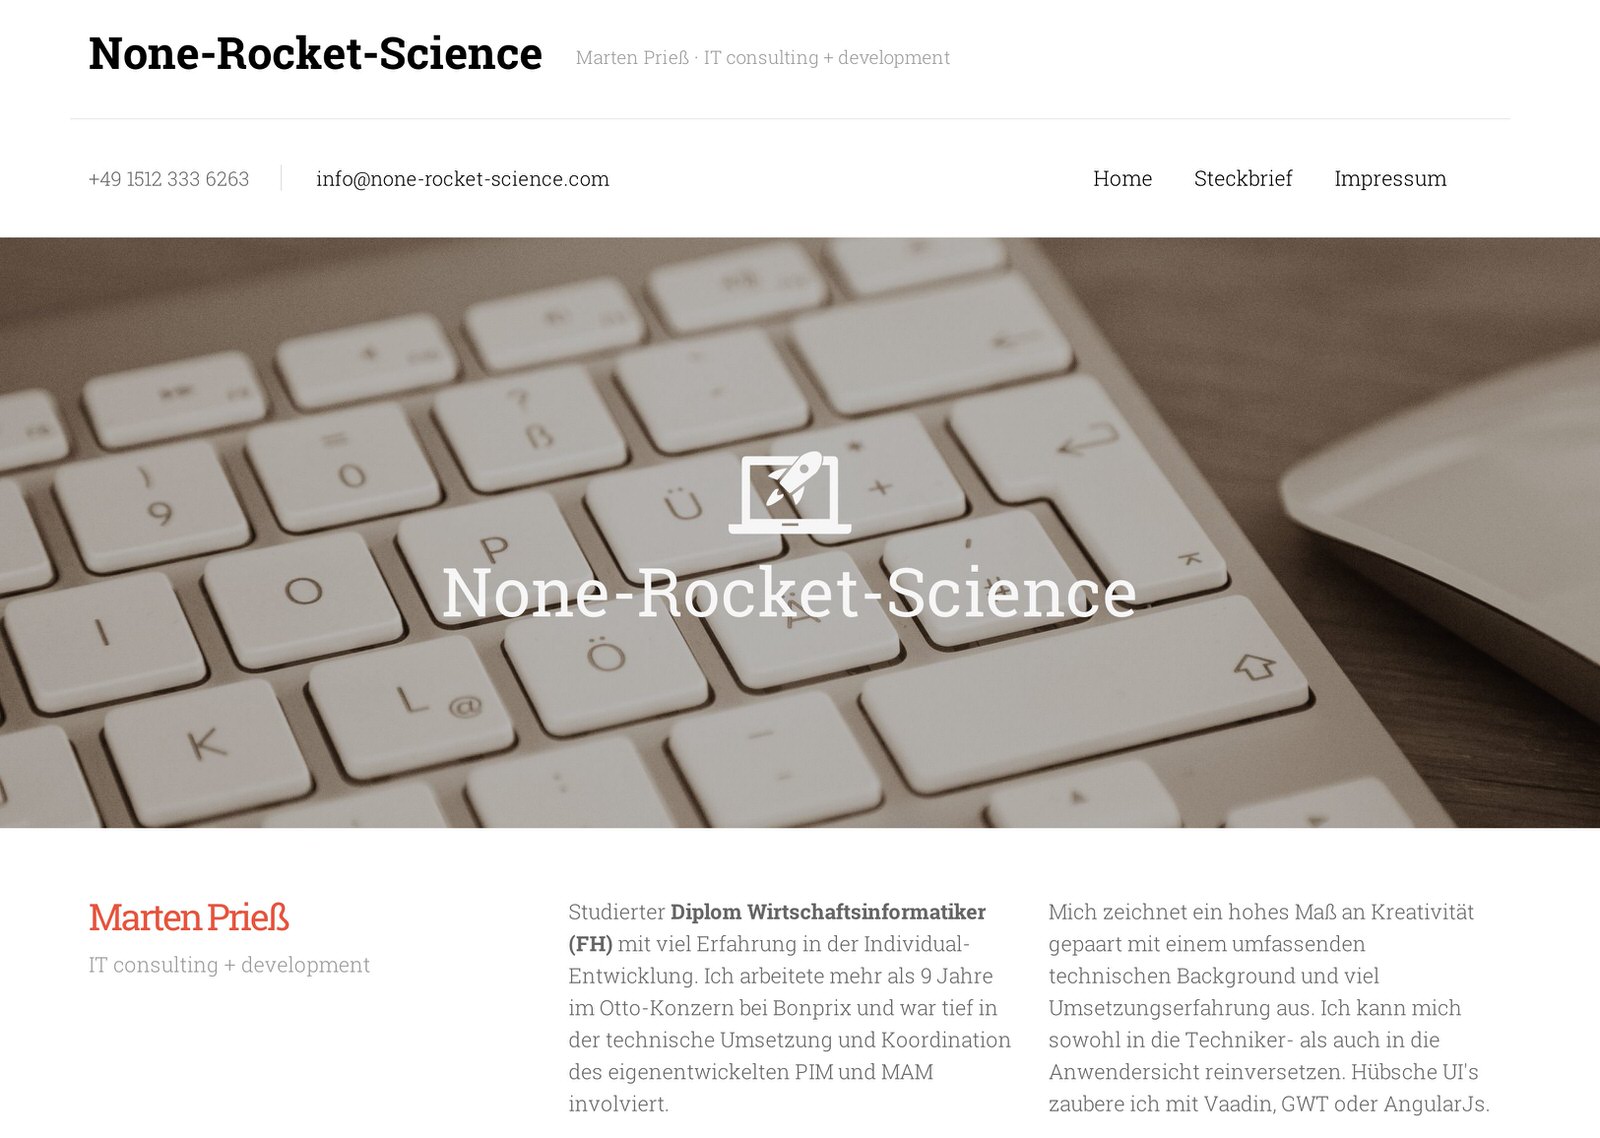 None-Rocket-Science
Marten Prieß · IT consulting + development
+49 1512 333 6263
info@none-rocket-science.com
Home
Steckbrief
Impressum
)
9
=
0
?
ß
Ü
*
+
I
O
P
Ö
Ä
'
K
L
@
None-Rocket-Science
Marten Prieß
IT consulting + development
Studierter Diplom Wirtschaftsinformatiker
(FH) mit viel Erfahrung in der Individual-
Entwicklung. Ich arbeitete mehr als 9 Jahre
im Otto-Konzern bei Bonprix und war tief in
der technische Umsetzung und Koordination
des eigenentwickelten PIM und MAM
involviert.
Mich zeichnet ein hohes Maß an Kreativität
gepaart mit einem umfassenden
technischen Background und viel
Umsetzungserfahrung aus. Ich kann mich
sowohl in die Techniker- als auch in die
Anwendersicht reinversetzen. Hübsche UI's
zaubere ich mit Vaadin, GWT oder AngularJs.